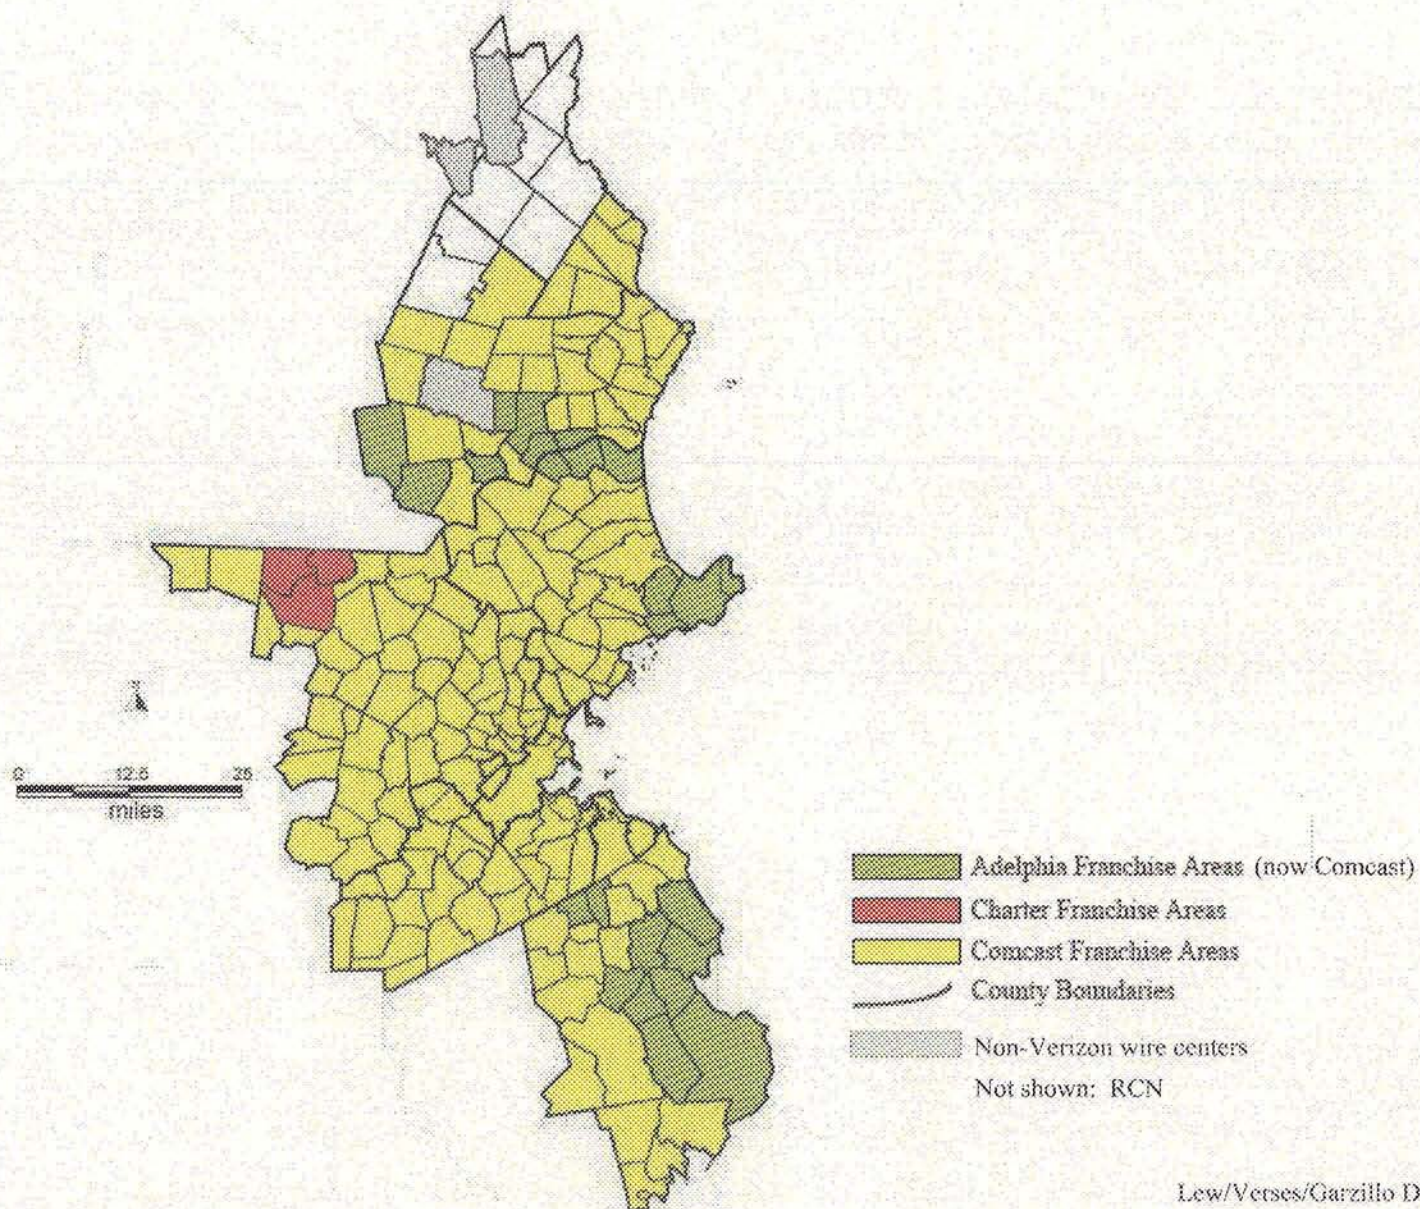 0 12.5 25
miles
Adelphia Franchise Areas (now Comcast)
Charter Franchise Areas
Comcast Franchise Areas
County Boundaries
Non-Verizon wire centers
Not shown: RCN
Lew/Verses/Garzillo D